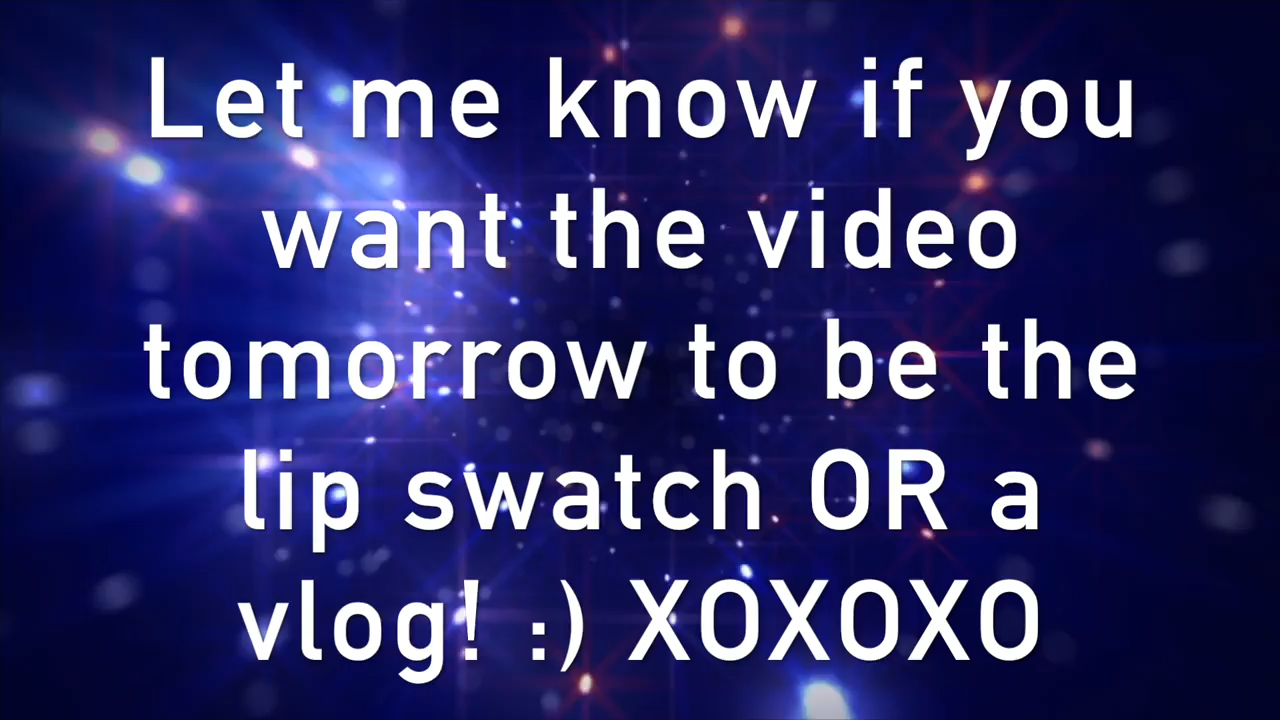 Let me know if you
want the video
tomorrow to be the
lip swatch OR a
vlog! :) XOXOXO